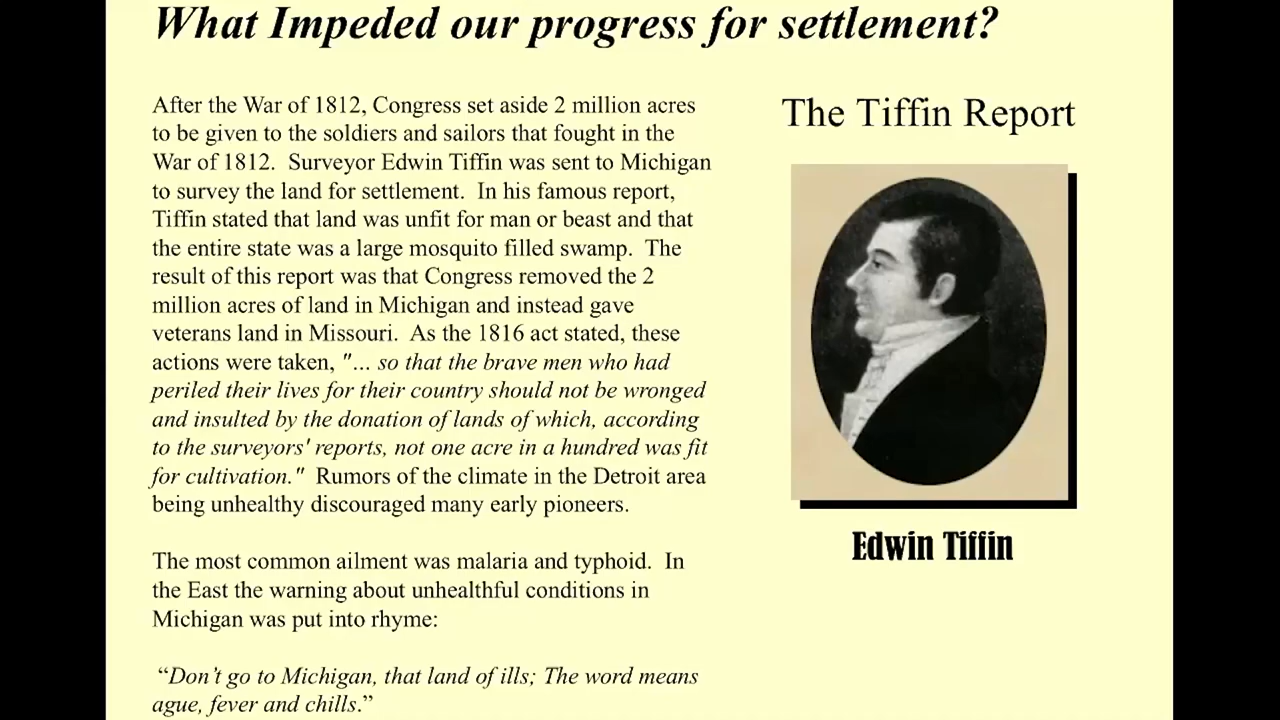 What Impeded our progress for settlement?
After the War of 1812, Congress set aside 2 million acres
to be given to the soldiers and sailors that fought in the
War of 1812.  Surveyor Edwin Tiffin was sent to Michigan
to survey the land for settlement.  In his famous report,
Tiffin stated that land was unfit for man or beast and that
the entire state was a large mosquito filled swamp.  The
result of this report was that Congress removed the 2
million acres of land in Michigan and instead gave
veterans land in Missouri.  As the 1816 act stated, these
actions were taken, "... so that the brave men who had
periled their lives for their country should not be wronged
and insulted by the donation of lands of which, according
to the surveyors' reports, not one acre in a hundred was fit
for cultivation."  Rumors of the climate in the Detroit area
being unhealthy discouraged many early pioneers.
The most common ailment was malaria and typhoid.  In
the East the warning about unhealthful conditions in
Michigan was put into rhyme:
“Don’t go to Michigan, that land of ills; The word means
ague, fever and chills.”
The Tiffin Report
Edwin Tiffin